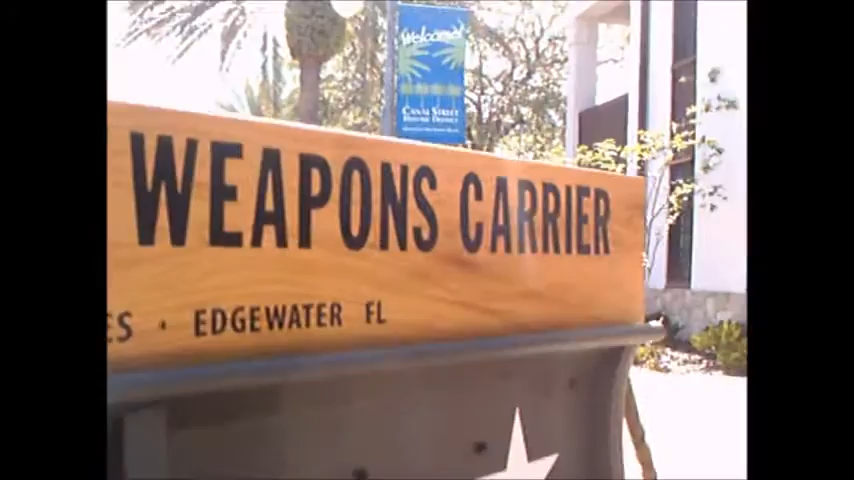 Welcome!
CANAL STREET
HISTORIC DISTRICT
WEAPONS CARRIER
ES · EDGEWATER FL